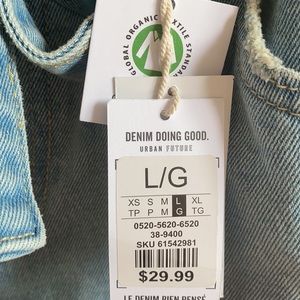 GLOBAL ORGANIC TEXTILE STANDARD
DENIM DOING GOOD.
URBAN FUTURE
L/G
XS S M L XL
TP P M G TG
0520-5620-6520
38-9400
SKU 61542981
$29.99
LE DENIM BIEN PENSÉ